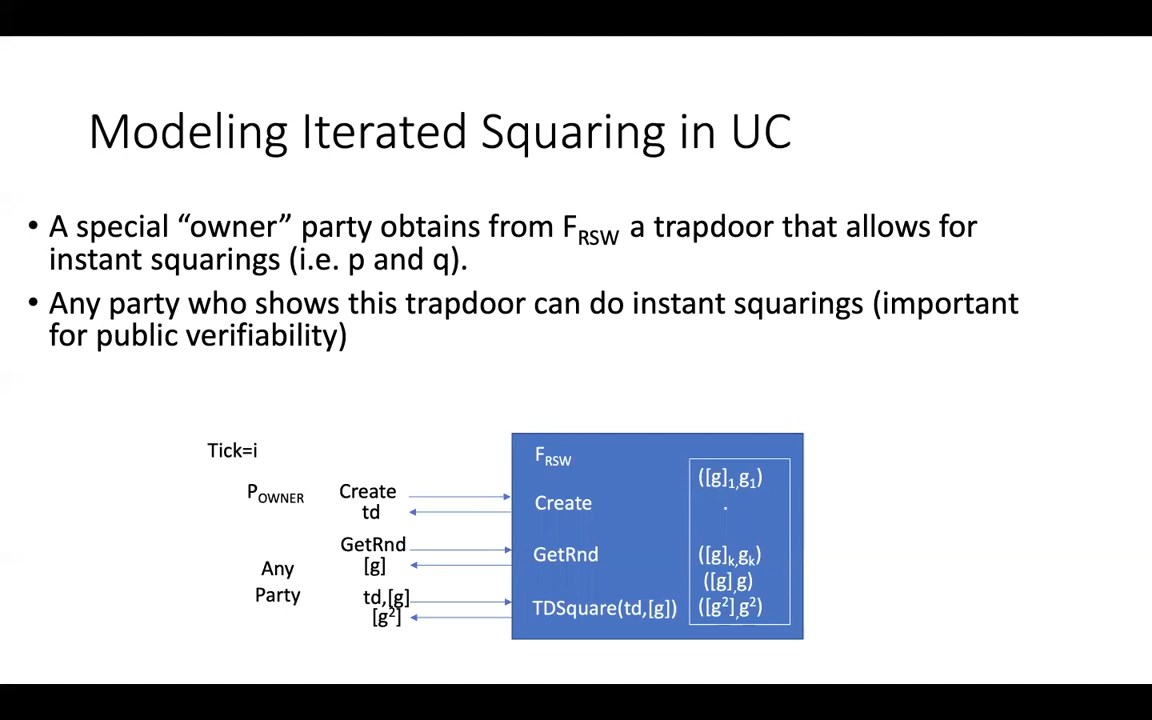 Modeling Iterated Squaring in UC
• A special “owner” party obtains from F_RSW a trapdoor that allows for
instant squarings (i.e. p and q).
• Any party who shows this trapdoor can do instant squarings (important
for public verifiability)
Tick=i
P_OWNER
Create
td
GetRnd
[g]
Any
Party
td,[g]
[g²]
F_RSW
Create
GetRnd
TDSquare(td,[g])
([g]₁,g₁)
.
([g]ₖ,gₖ)
([g],g)
([g²],g²)